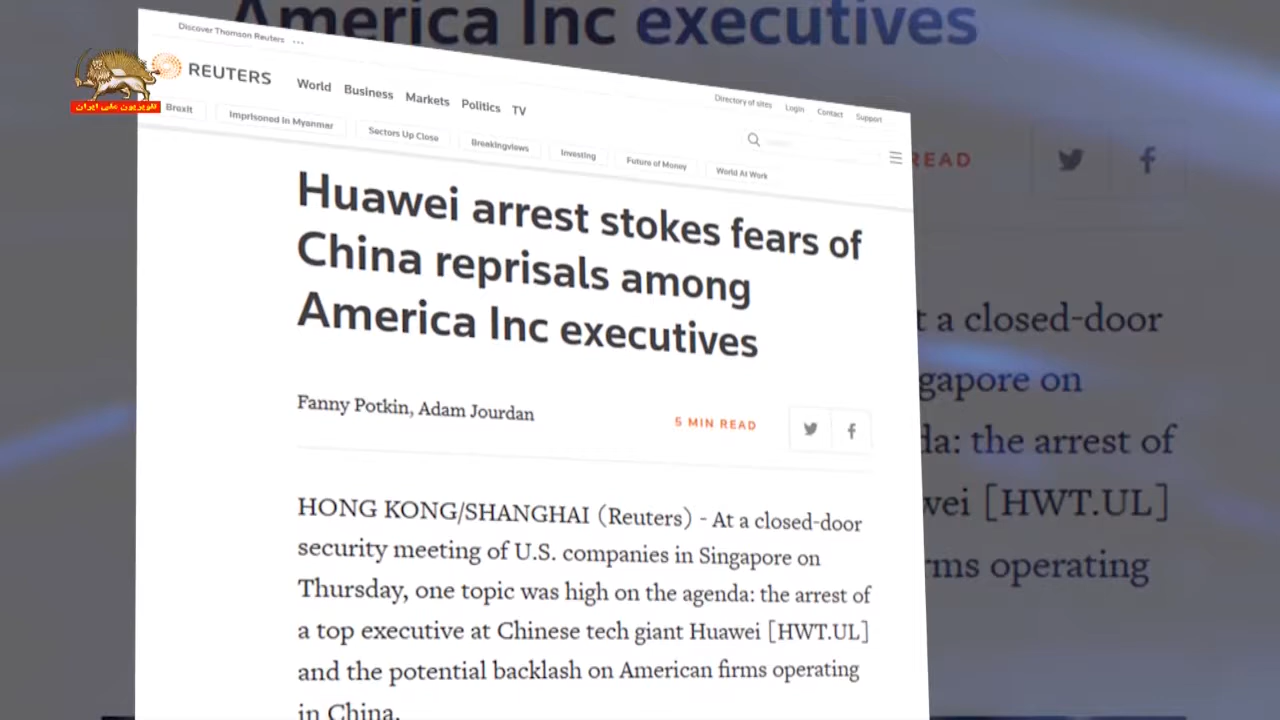 America Inc executives
Discover Thomson Reuters ...
REUTERS
World Business Markets Politics TV
Directory of sites Login Contact Support
تلویزیون ملی ایران
Brexit Imprisoned in Myanmar Sectors Up Close Breakingviews Investing Future of Money World At Work
READ
Huawei arrest stokes fears of
China reprisals among
America Inc executives
Fanny Potkin, Adam Jourdan
5 MIN READ
HONG KONG/SHANGHAI (Reuters) - At a closed-door
security meeting of U.S. companies in Singapore on
Thursday, one topic was high on the agenda: the arrest of
a top executive at Chinese tech giant Huawei [HWT.UL]
and the potential backlash on American firms operating
in China.
t a closed-door
gapore on
da: the arrest of
wei [HWT.UL]
rms operating